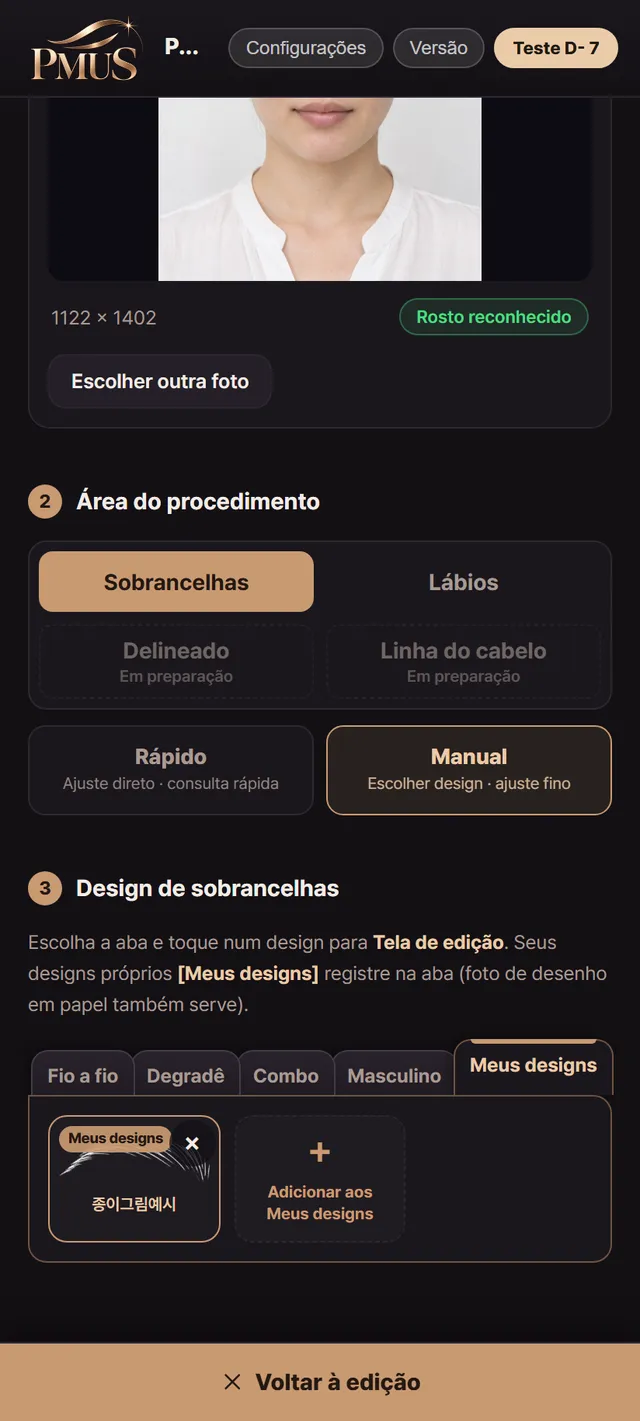 PMUS
P...
Configurações
Versão
Teste D- 7
1122 × 1402
Rosto reconhecido
Escolher outra foto
2
Área do procedimento
Sobrancelhas
Lábios
Delineado
Em preparação
Linha do cabelo
Em preparação
Rápido
Ajuste direto · consulta rápida
Manual
Escolher design · ajuste fino
3
Design de sobrancelhas
Escolha a aba e toque num design para Tela de edição. Seus
designs próprios [Meus designs] registre na aba (foto de desenho
em papel também serve).
Fio a fio
Degradê
Combo
Masculino
Meus designs
Meus designs
×
종이그림예시
+
Adicionar aos
Meus designs
× Voltar à edição